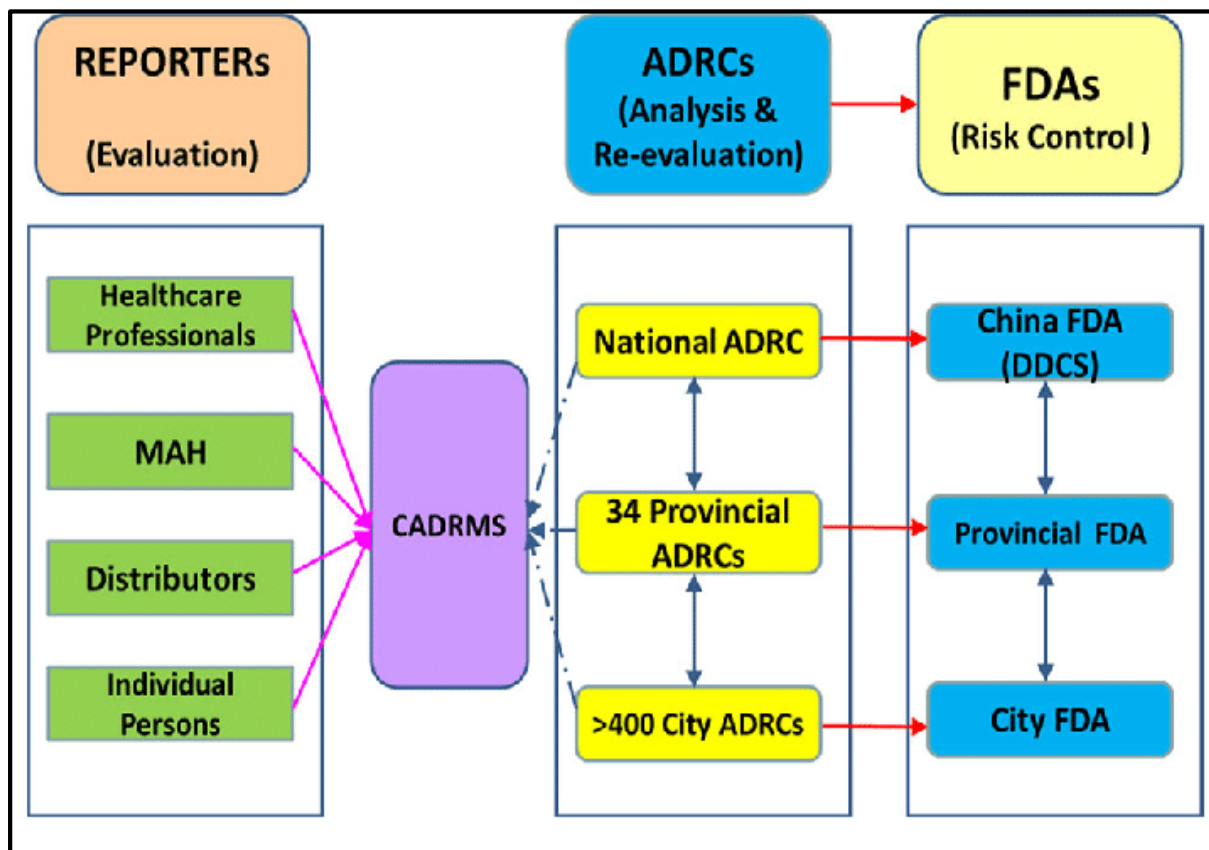 REPORTERs
(Evaluation)
ADRCs
(Analysis &
Re-evaluation)
FDAs
(Risk Control )
Healthcare
Professionals
MAH
Distributors
Individual
Persons
CADRMS
National ADRC
34 Provincial
ADRCs
>400 City ADRCs
China FDA
(DDCS)
Provincial FDA
City FDA